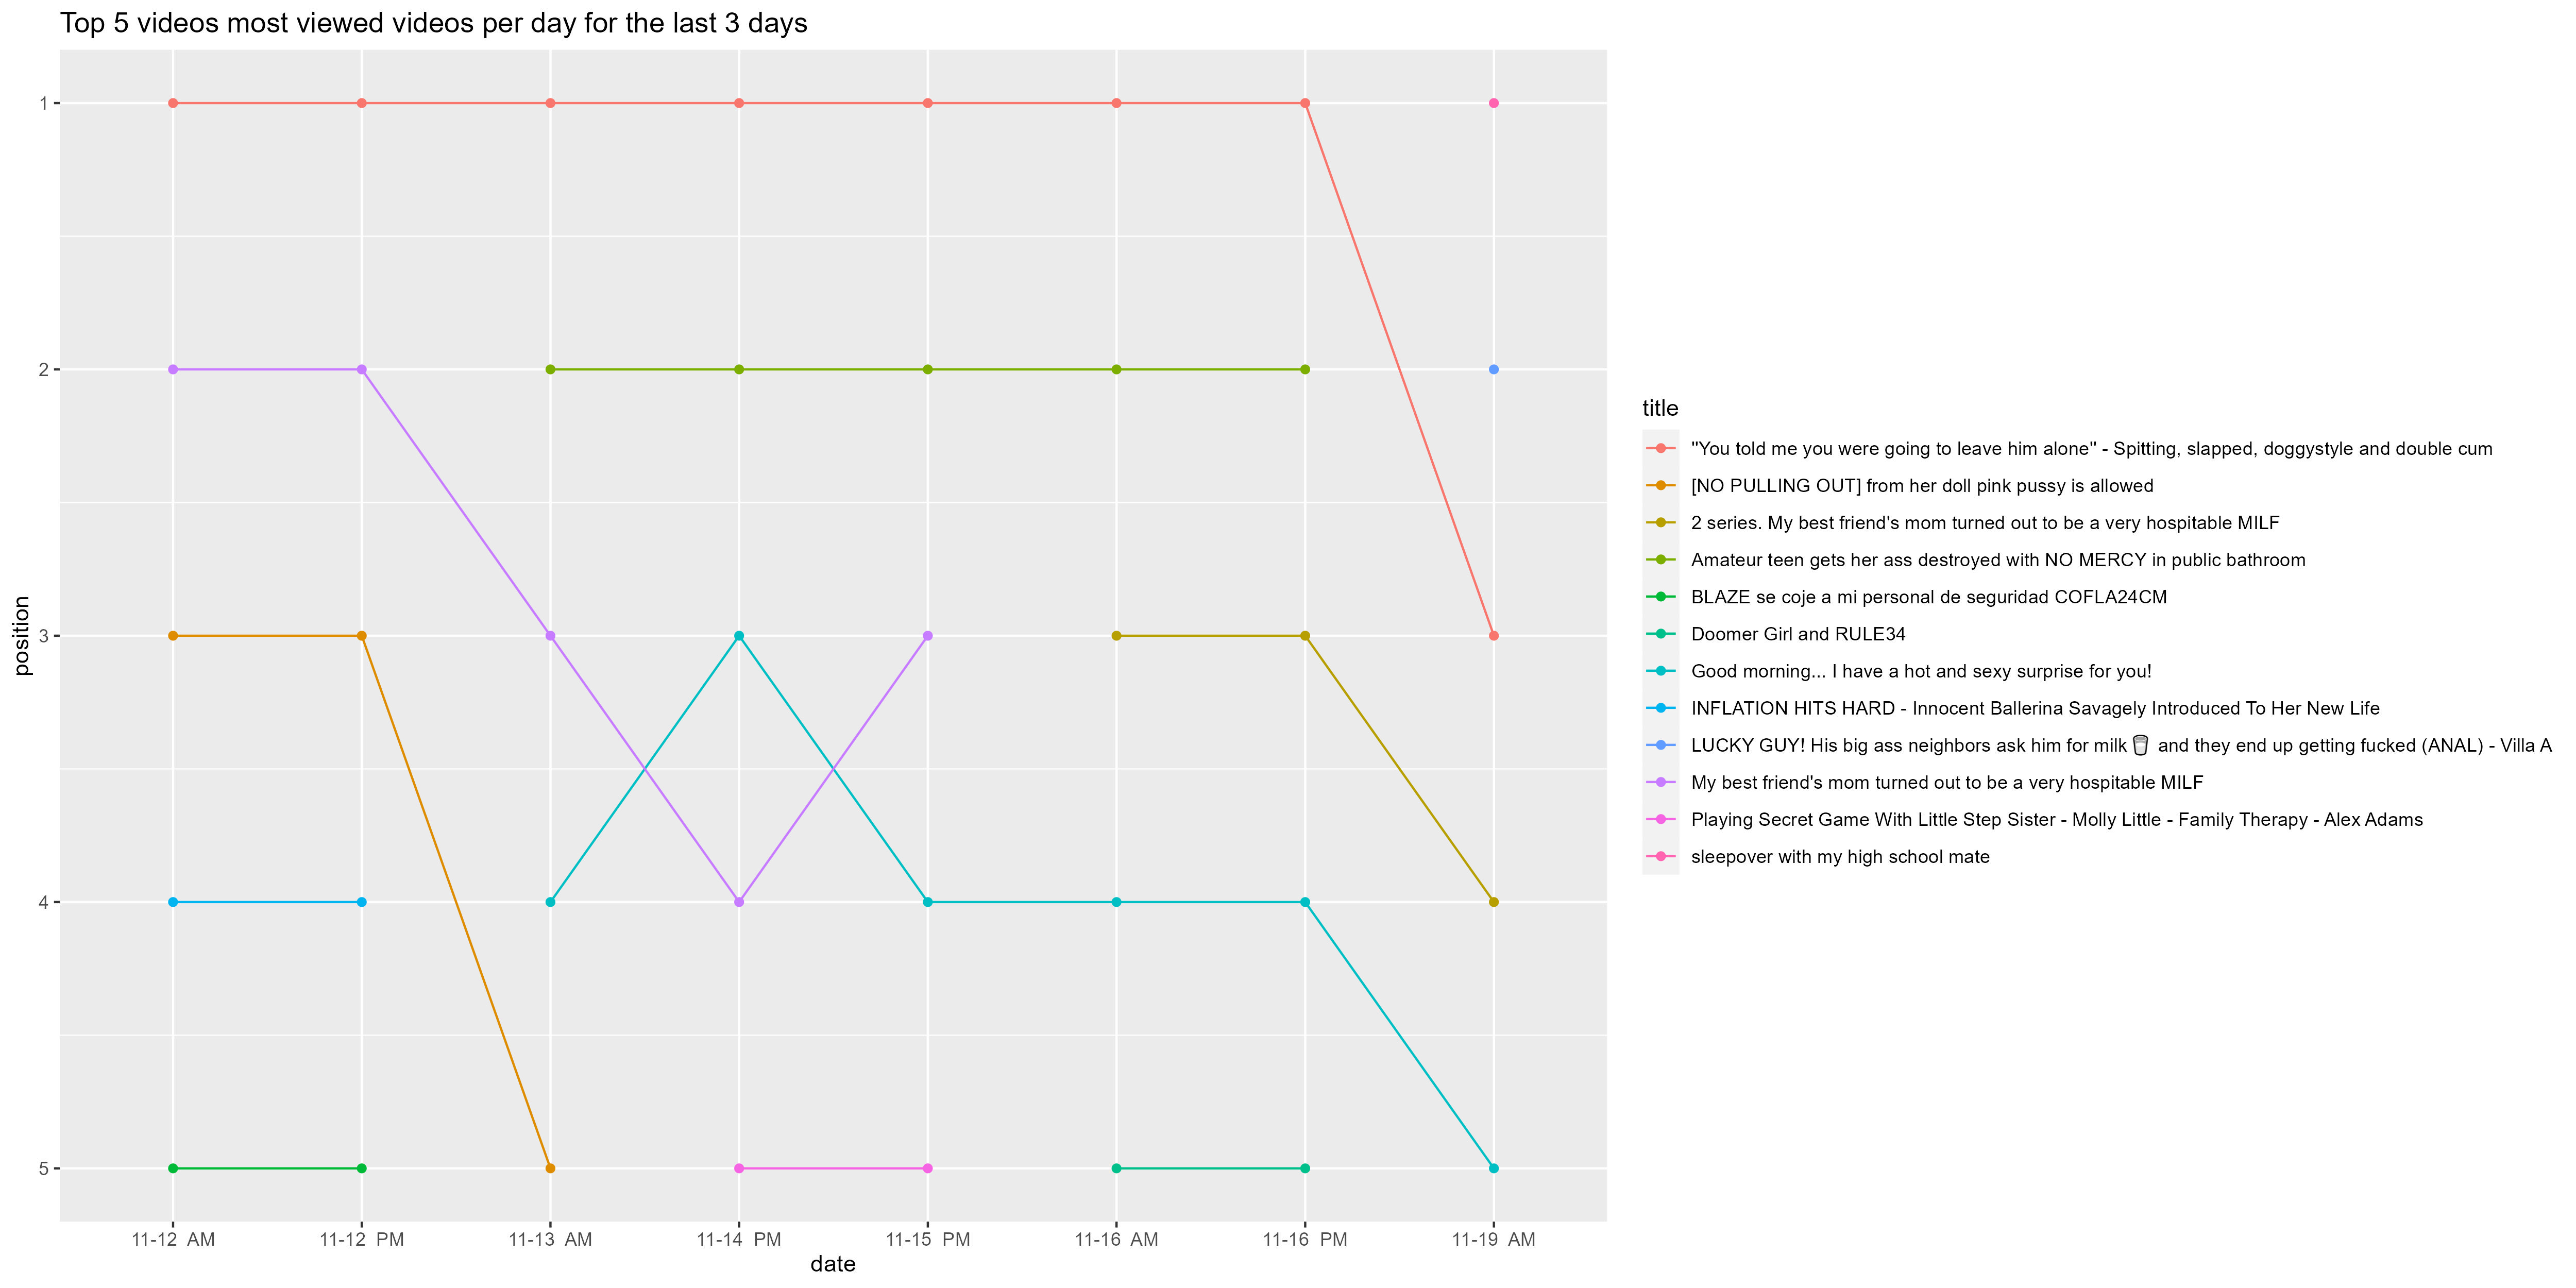 Top 5 videos most viewed videos per day for the last 3 days
position
1
2
3
4
5
11-12 AM
11-12 PM
11-13 AM
11-14 PM
11-15 PM
11-16 AM
11-16 PM
11-19 AM
date
title
"You told me you were going to leave him alone" - Spitting, slapped, doggystyle and double cum
[NO PULLING OUT] from her doll pink pussy is allowed
2 series. My best friend's mom turned out to be a very hospitable MILF
Amateur teen gets her ass destroyed with NO MERCY in public bathroom
BLAZE se coje a mi personal de seguridad COFLA24CM
Doomer Girl and RULE34
Good morning... I have a hot and sexy surprise for you!
INFLATION HITS HARD - Innocent Ballerina Savagely Introduced To Her New Life
LUCKY GUY! His big ass neighbors ask him for milk🥛 and they end up getting fucked (ANAL) - Villa A
My best friend's mom turned out to be a very hospitable MILF
Playing Secret Game With Little Step Sister - Molly Little - Family Therapy - Alex Adams
sleepover with my high school mate